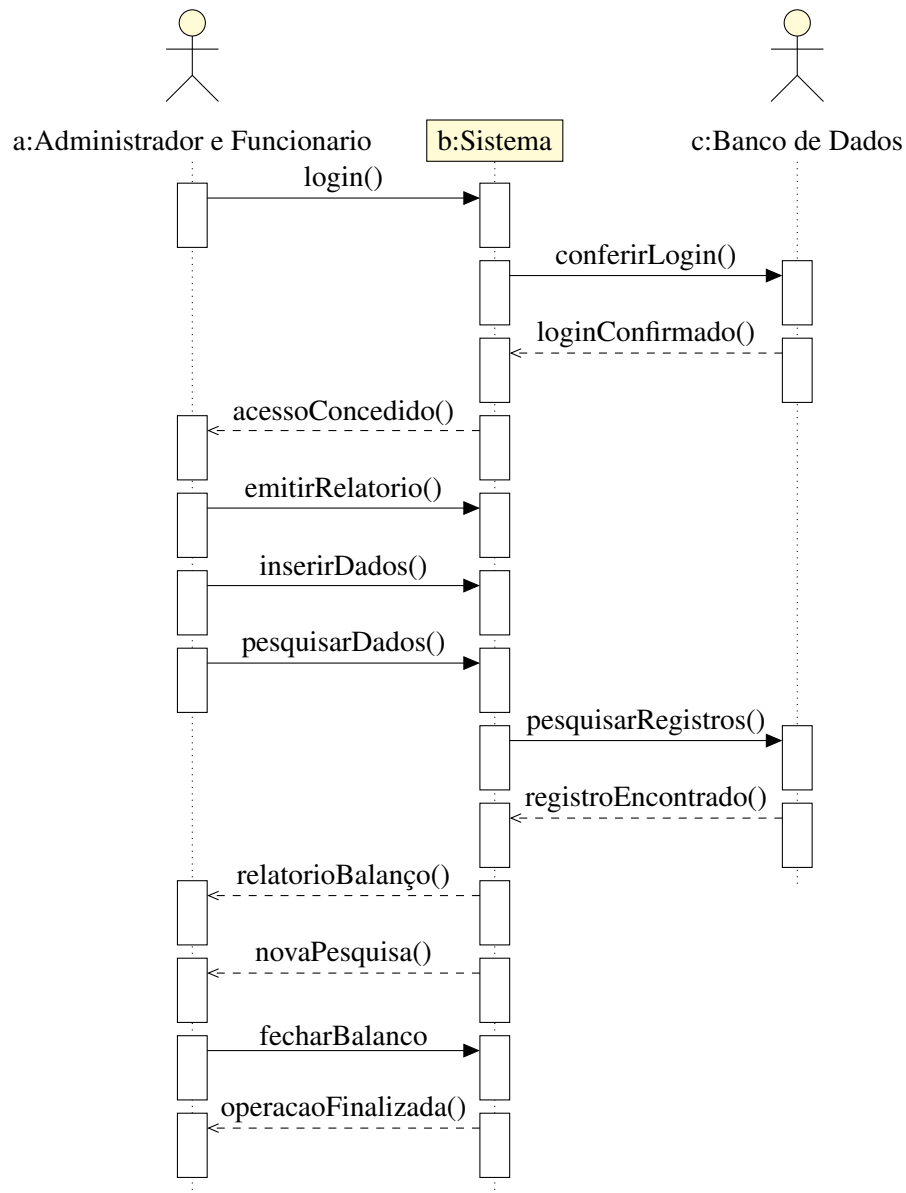 a:Administrador e Funcionario
b:Sistema
c:Banco de Dados
login()
conferirLogin()
loginConfirmado()
acessoConcedido()
emitirRelatorio()
inserirDados()
pesquisarDados()
pesquisarRegistros()
registroEncontrado()
relatorioBalanço()
novaPesquisa()
fecharBalanco
operacaoFinalizada()